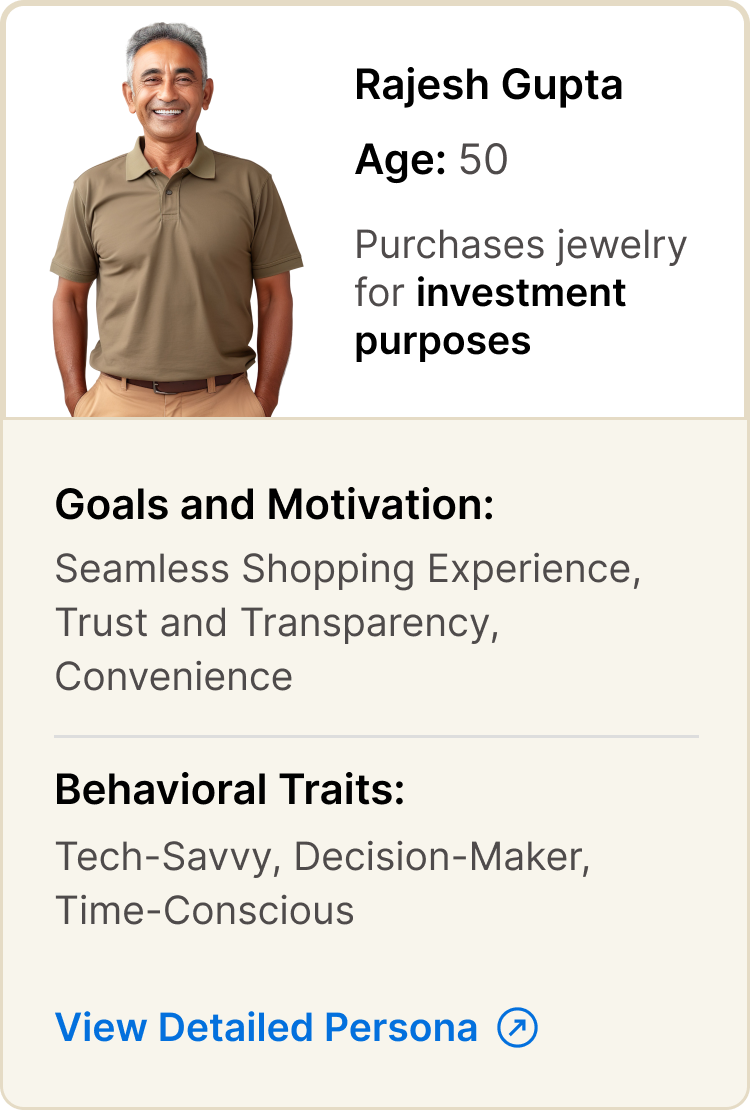 Rajesh Gupta
Age: 50
Purchases jewelry
for investment
purposes
Goals and Motivation:
Seamless Shopping Experience,
Trust and Transparency,
Convenience
Behavioral Traits:
Tech-Savvy, Decision-Maker,
Time-Conscious
View Detailed Persona